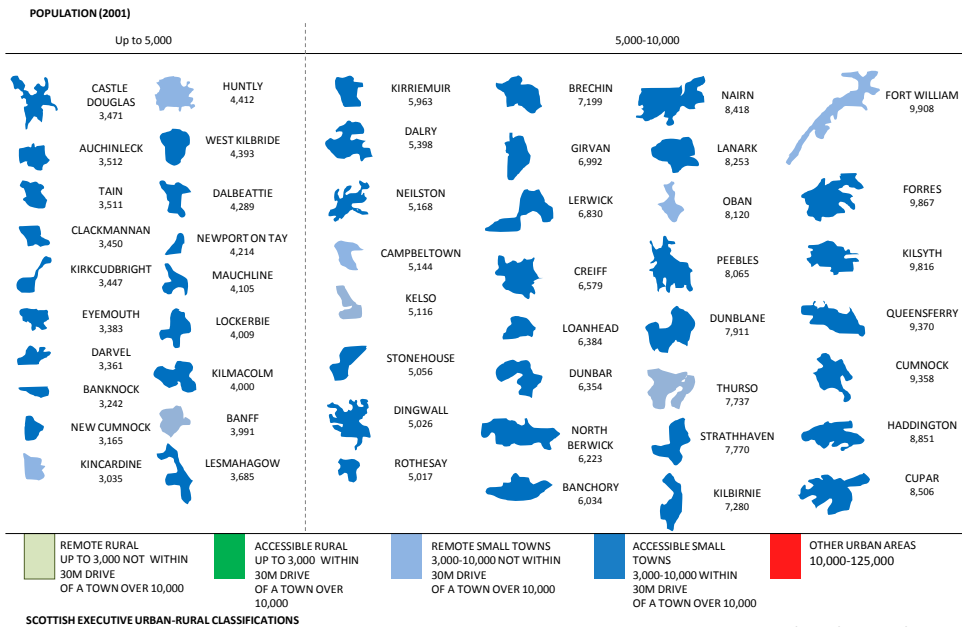 POPULATION (2001)
Up to 5,000
5,000-10,000
CASTLE
DOUGLAS
3,471
AUCHINLECK
3,512
TAIN
3,511
CLACKMANNAN
3,450
KIRKCUDBRIGHT
3,447
EYEMOUTH
3,383
DARVEL
3,361
BANKNOCK
3,242
NEW CUMNOCK
3,165
KINCARDINE
3,035
HUNTLY
4,412
WEST KILBRIDE
4,393
DALBEATTIE
4,289
NEWPORT ON TAY
4,214
MAUCHLINE
4,105
LOCKERBIE
4,009
KILMACOLM
4,000
BANFF
3,991
LESMAHAGOW
3,685
KIRRIEMUIR
5,963
DALRY
5,398
NEILSTON
5,168
CAMPBELTOWN
5,144
KELSO
5,116
STONEHOUSE
5,056
DINGWALL
5,026
ROTHESAY
5,017
BRECHIN
7,199
GIRVAN
6,992
LERWICK
6,830
CREIFF
6,579
LOANHEAD
6,384
DUNBAR
6,354
NORTH
BERWICK
6,223
BANCHORY
6,034
NAIRN
8,418
LANARK
8,253
OBAN
8,120
PEEBLES
8,065
DUNBLANE
7,911
THURSO
7,737
STRATHHAVEN
7,770
KILBIRNIE
7,280
FORT WILLIAM
9,908
FORRES
9,867
KILSYTH
9,816
QUEENSFERRY
9,370
CUMNOCK
9,358
HADDINGTON
8,851
CUPAR
8,506
REMOTE RURAL
UP TO 3,000 NOT WITHIN
30M DRIVE
OF A TOWN OVER 10,000
ACCESSIBLE RURAL
UP TO 3,000 WITHIN
30M DRIVE
OF A TOWN OVER
10,000
REMOTE SMALL TOWNS
3,000-10,000 NOT WITHIN
30M DRIVE
OF A TOWN OVER 10,000
ACCESSIBLE SMALL
TOWNS
3,000-10,000 WITHIN
30M DRIVE
OF A TOWN OVER 10,000
OTHER URBAN AREAS
10,000-125,000
SCOTTISH EXECUTIVE URBAN-RURAL CLASSIFICATIONS